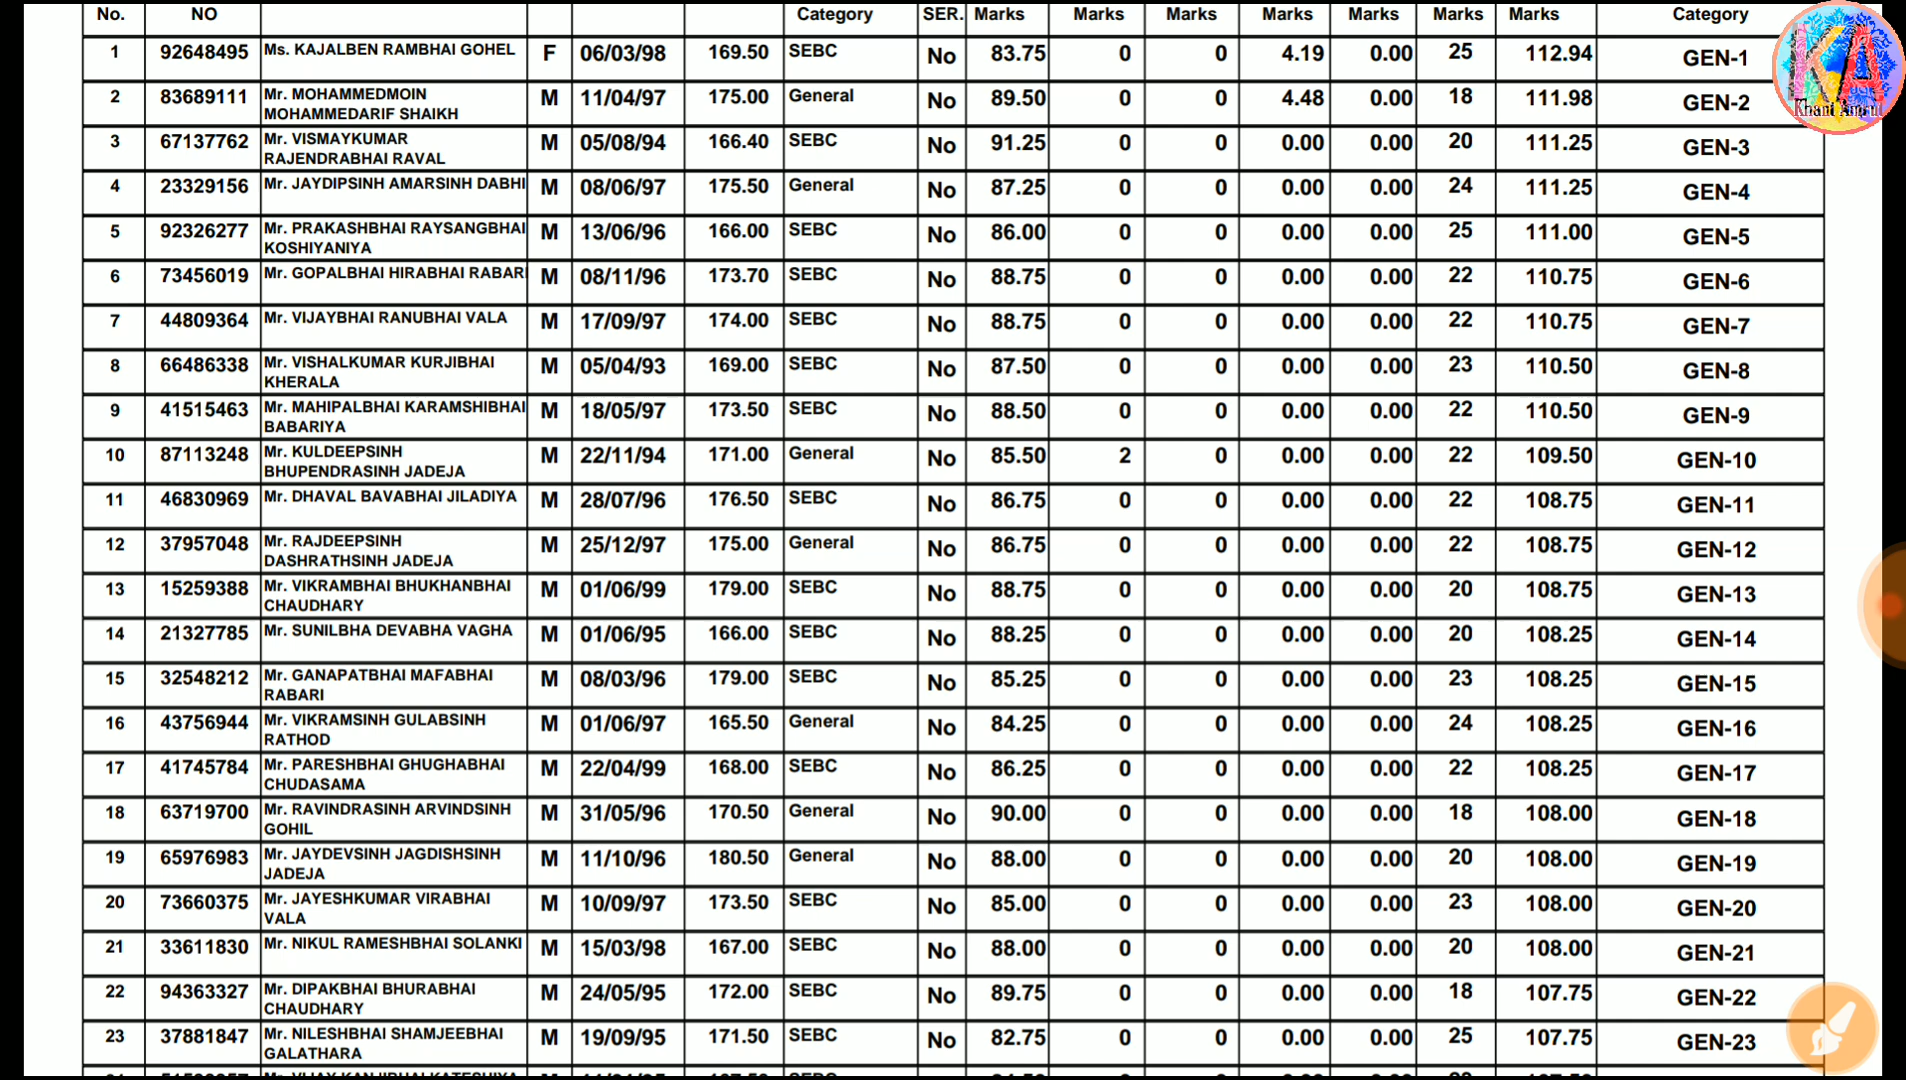 No. NO Category SER. Marks Marks Marks Marks Marks Marks Marks Category
1 92648495 Ms. KAJALBEN RAMBHAI GOHEL F 06/03/98 169.50 SEBC No 83.75 0 0 4.19 0.00 25 112.94 GEN-1
2 83689111 Mr. MOHAMMEDMOIN M 11/04/97 175.00 General No 89.50 0 0 4.48 0.00 18 111.98 GEN-2
MOHAMMEDARIF SHAIKH
3 67137762 Mr. VISMAYKUMAR M 05/08/94 166.40 SEBC No 91.25 0 0 0.00 0.00 20 111.25 GEN-3
RAJENDRABHAI RAVAL
4 23329156 Mr. JAYDIPSINH AMARSINH DABHI M 08/06/97 175.50 General No 87.25 0 0 0.00 0.00 24 111.25 GEN-4
5 92326277 Mr. PRAKASHBHAI RAYSANGBHAI M 13/06/96 166.00 SEBC No 86.00 0 0 0.00 0.00 25 111.00 GEN-5
KOSHIYANIYA
6 73456019 Mr. GOPALBHAI HIRABHAI RABARI M 08/11/96 173.70 SEBC No 88.75 0 0 0.00 0.00 22 110.75 GEN-6
7 44809364 Mr. VIJAYBHAI RANUBHAI VALA M 17/09/97 174.00 SEBC No 88.75 0 0 0.00 0.00 22 110.75 GEN-7
8 66486338 Mr. VISHALKUMAR KURJIBHAI M 05/04/93 169.00 SEBC No 87.50 0 0 0.00 0.00 23 110.50 GEN-8
KHERALA
9 41515463 Mr. MAHIPALBHAI KARAMSHIBHAI M 18/05/97 173.50 SEBC No 88.50 0 0 0.00 0.00 22 110.50 GEN-9
BABARIYA
10 87113248 Mr. KULDEEPSINH M 22/11/94 171.00 General No 85.50 2 0 0.00 0.00 22 109.50 GEN-10
BHUPENDRASINH JADEJA
11 46830969 Mr. DHAVAL BAVABHAI JILADIYA M 28/07/96 176.50 SEBC No 86.75 0 0 0.00 0.00 22 108.75 GEN-11
12 37957048 Mr. RAJDEEPSINH M 25/12/97 175.00 General No 86.75 0 0 0.00 0.00 22 108.75 GEN-12
DASHRATHSINH JADEJA
13 15259388 Mr. VIKRAMBHAI BHUKHANBHAI M 01/06/99 179.00 SEBC No 88.75 0 0 0.00 0.00 20 108.75 GEN-13
CHAUDHARY
14 21327785 Mr. SUNILBHA DEVABHA VAGHA M 01/06/95 166.00 SEBC No 88.25 0 0 0.00 0.00 20 108.25 GEN-14
15 32548212 Mr. GANAPATBHAI MAFABHAI M 08/03/96 179.00 SEBC No 85.25 0 0 0.00 0.00 23 108.25 GEN-15
RABARI
16 43756944 Mr. VIKRAMSINH GULABSINH M 01/06/97 165.50 General No 84.25 0 0 0.00 0.00 24 108.25 GEN-16
RATHOD
17 41745784 Mr. PARESHBHAI GHUGHABHAI M 22/04/99 168.00 SEBC No 86.25 0 0 0.00 0.00 22 108.25 GEN-17
CHUDASAMA
18 63719700 Mr. RAVINDRASINH ARVINDSINH M 31/05/96 170.50 General No 90.00 0 0 0.00 0.00 18 108.00 GEN-18
GOHIL
19 65976983 Mr. JAYDEVSINH JAGDISHSINH M 11/10/96 180.50 General No 88.00 0 0 0.00 0.00 20 108.00 GEN-19
JADEJA
20 73660375 Mr. JAYESHKUMAR VIRABHAI M 10/09/97 173.50 SEBC No 85.00 0 0 0.00 0.00 23 108.00 GEN-20
VALA
21 33611830 Mr. NIKUL RAMESHBHAI SOLANKI M 15/03/98 167.00 SEBC No 88.00 0 0 0.00 0.00 20 108.00 GEN-21
22 94363327 Mr. DIPAKBHAI BHURABHAI M 24/05/95 172.00 SEBC No 89.75 0 0 0.00 0.00 18 107.75 GEN-22
CHAUDHARY
23 37881847 Mr. NILESHBHAI SHAMJEEBHAI M 19/09/95 171.50 SEBC No 82.75 0 0 0.00 0.00 25 107.75 GEN-23
GALATHARA
KA